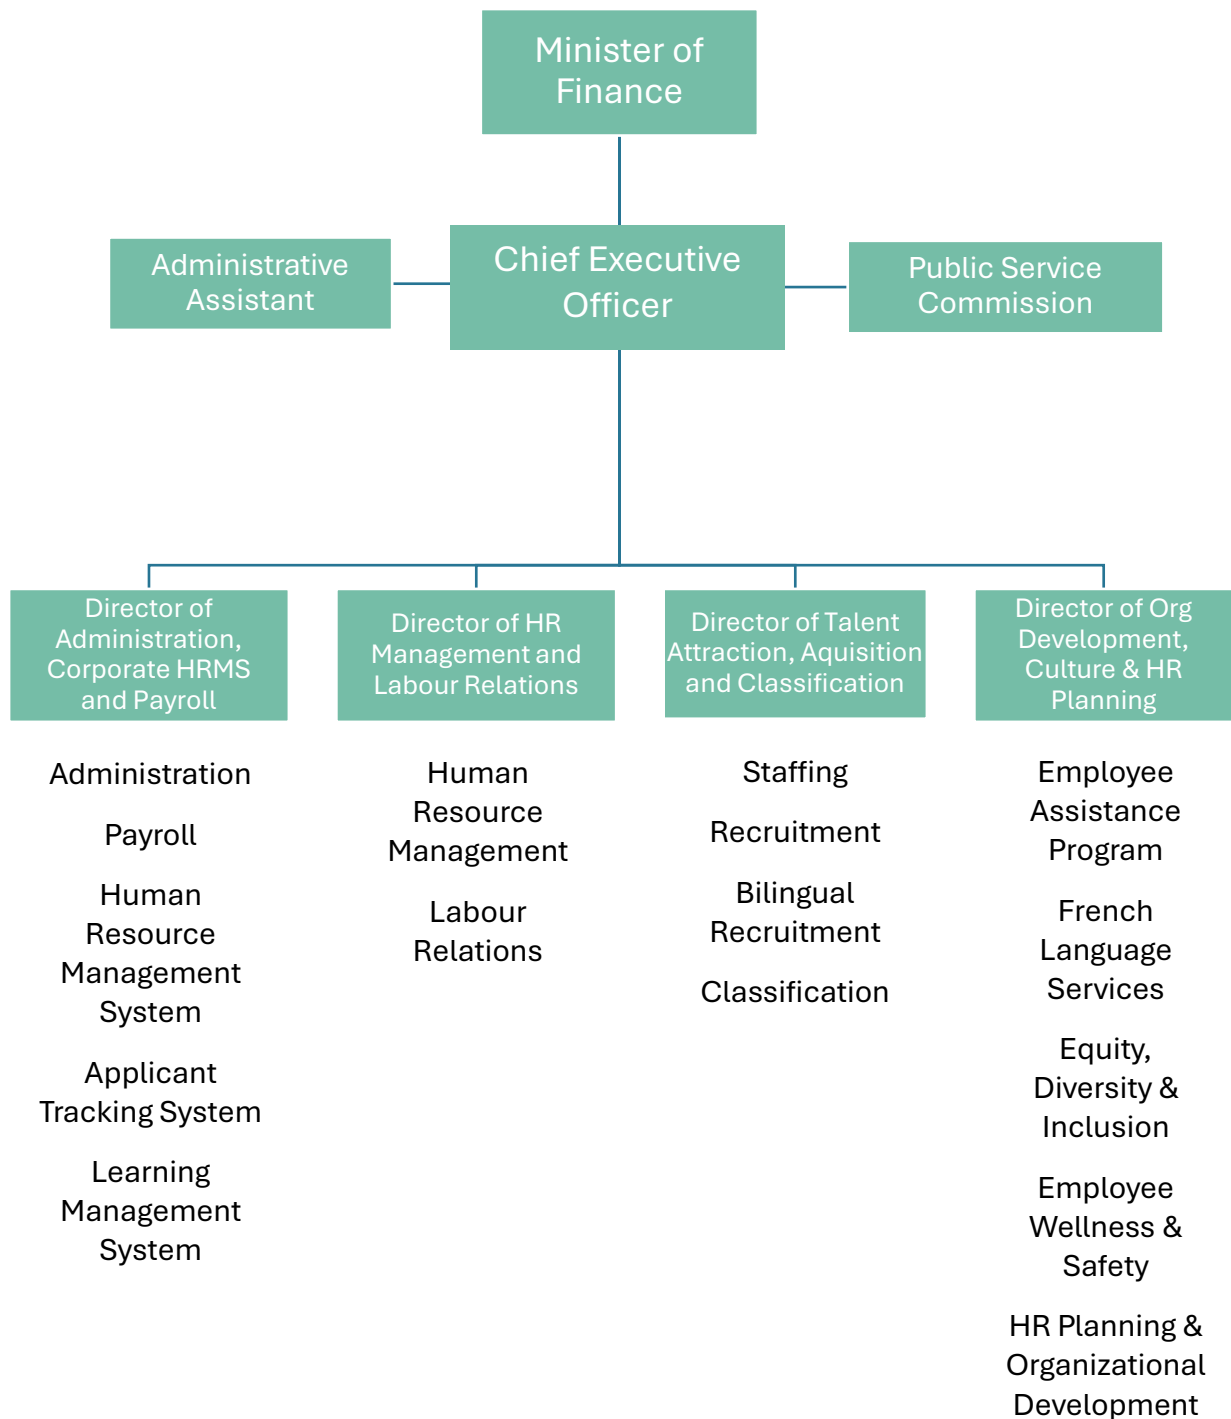 Minister of
Finance
Administrative
Assistant
Chief Executive
Officer
Public Service
Commission
Director of
Administration,
Corporate HRMS
and Payroll
Director of HR
Management and
Labour Relations
Director of Talent
Attraction, Aquisition
and Classification
Director of Org
Development,
Culture & HR
Planning
Administration
Payroll
Human
Resource
Management
System
Applicant
Tracking System
Learning
Management
System
Human
Resource
Management
Labour
Relations
Staffing
Recruitment
Bilingual
Recruitment
Classification
Employee
Assistance
Program
French
Language
Services
Equity,
Diversity &
Inclusion
Employee
Wellness &
Safety
HR Planning &
Organizational
Development